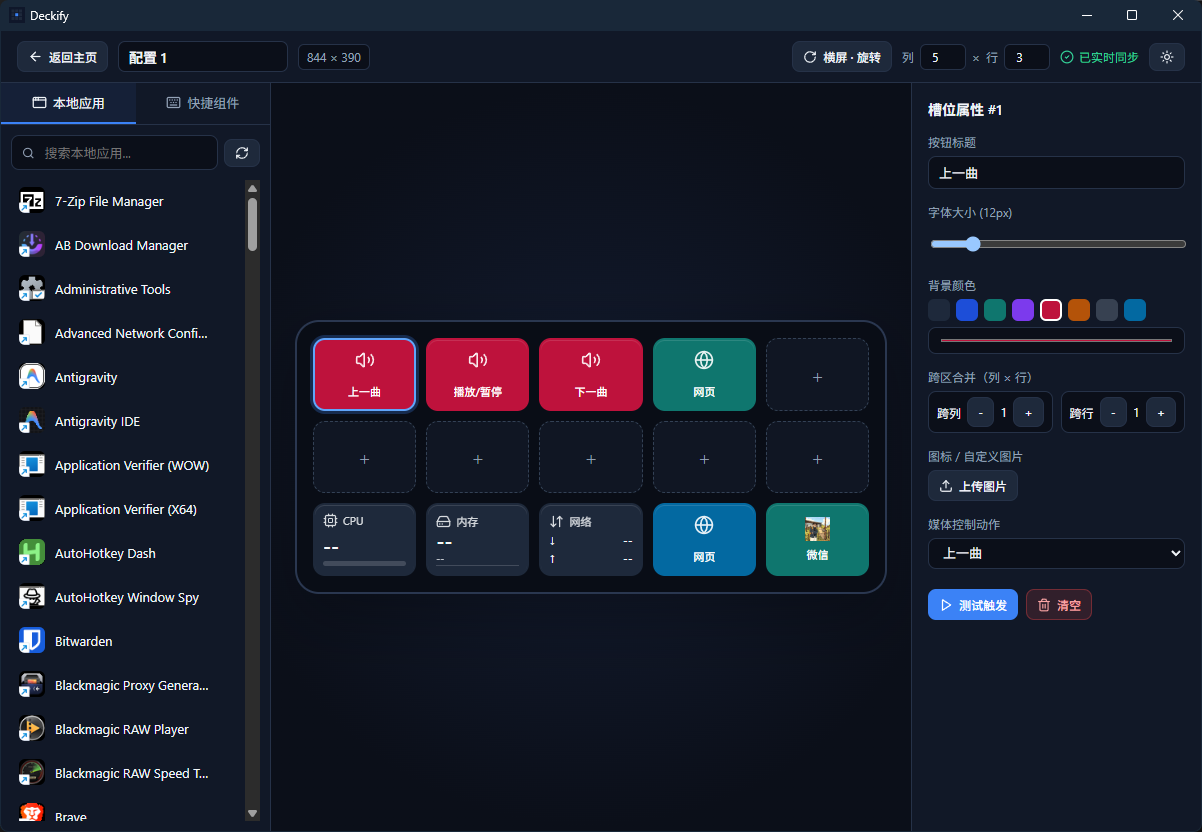 Deckify
返回主页
配置 1
844 × 390
横屏 · 旋转
列 5 × 行 3
已实时同步
本地应用
快捷组件
搜索本地应用...
7-Zip File Manager
AB Download Manager
Administrative Tools
Advanced Network Confi...
Antigravity
Antigravity IDE
Application Verifier (WOW)
Application Verifier (X64)
AutoHotkey Dash
AutoHotkey Window Spy
Bitwarden
Blackmagic Proxy Genera...
Blackmagic RAW Player
Blackmagic RAW Speed T...
Brave
上一曲
播放/暂停
下一曲
网页
+
+
+
+
+
+
CPU
--
内存
--
--
网络
↓ --
↑ --
网页
微信
槽位属性 #1
按钮标题
上一曲
字体大小 (12px)
背景颜色
跨区合并（列 × 行）
跨列 - 1 +
跨行 - 1 +
图标 / 自定义图片
上传图片
媒体控制动作
上一曲
测试触发
清空